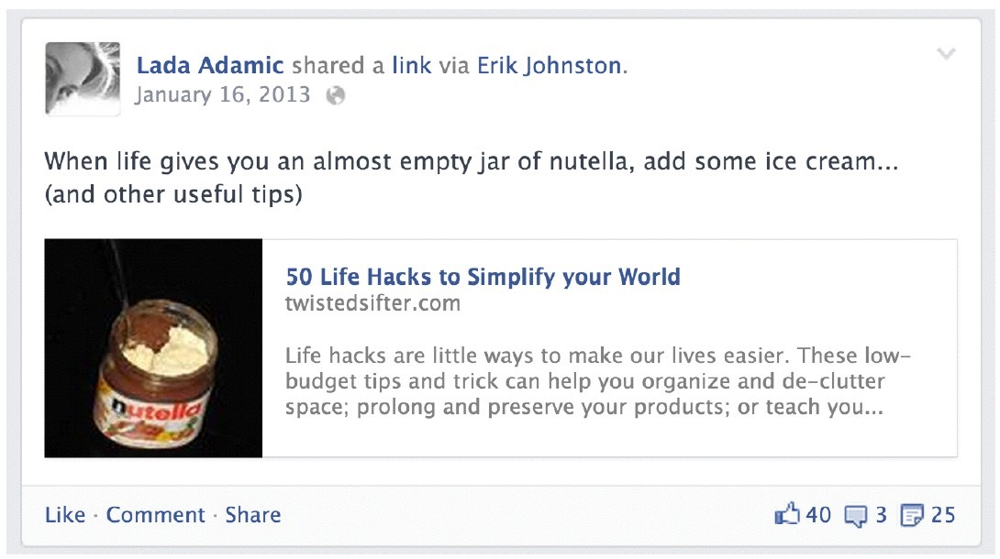 Lada Adamic shared a link via Erik Johnston.
January 16, 2013
When life gives you an almost empty jar of nutella, add some ice cream...
(and other useful tips)
nutella
50 Life Hacks to Simplify your World
twistedsifter.com
Life hacks are little ways to make our lives easier. These low-
budget tips and trick can help you organize and de-clutter
space; prolong and preserve your products; or teach you...
Like · Comment · Share 40 3 25